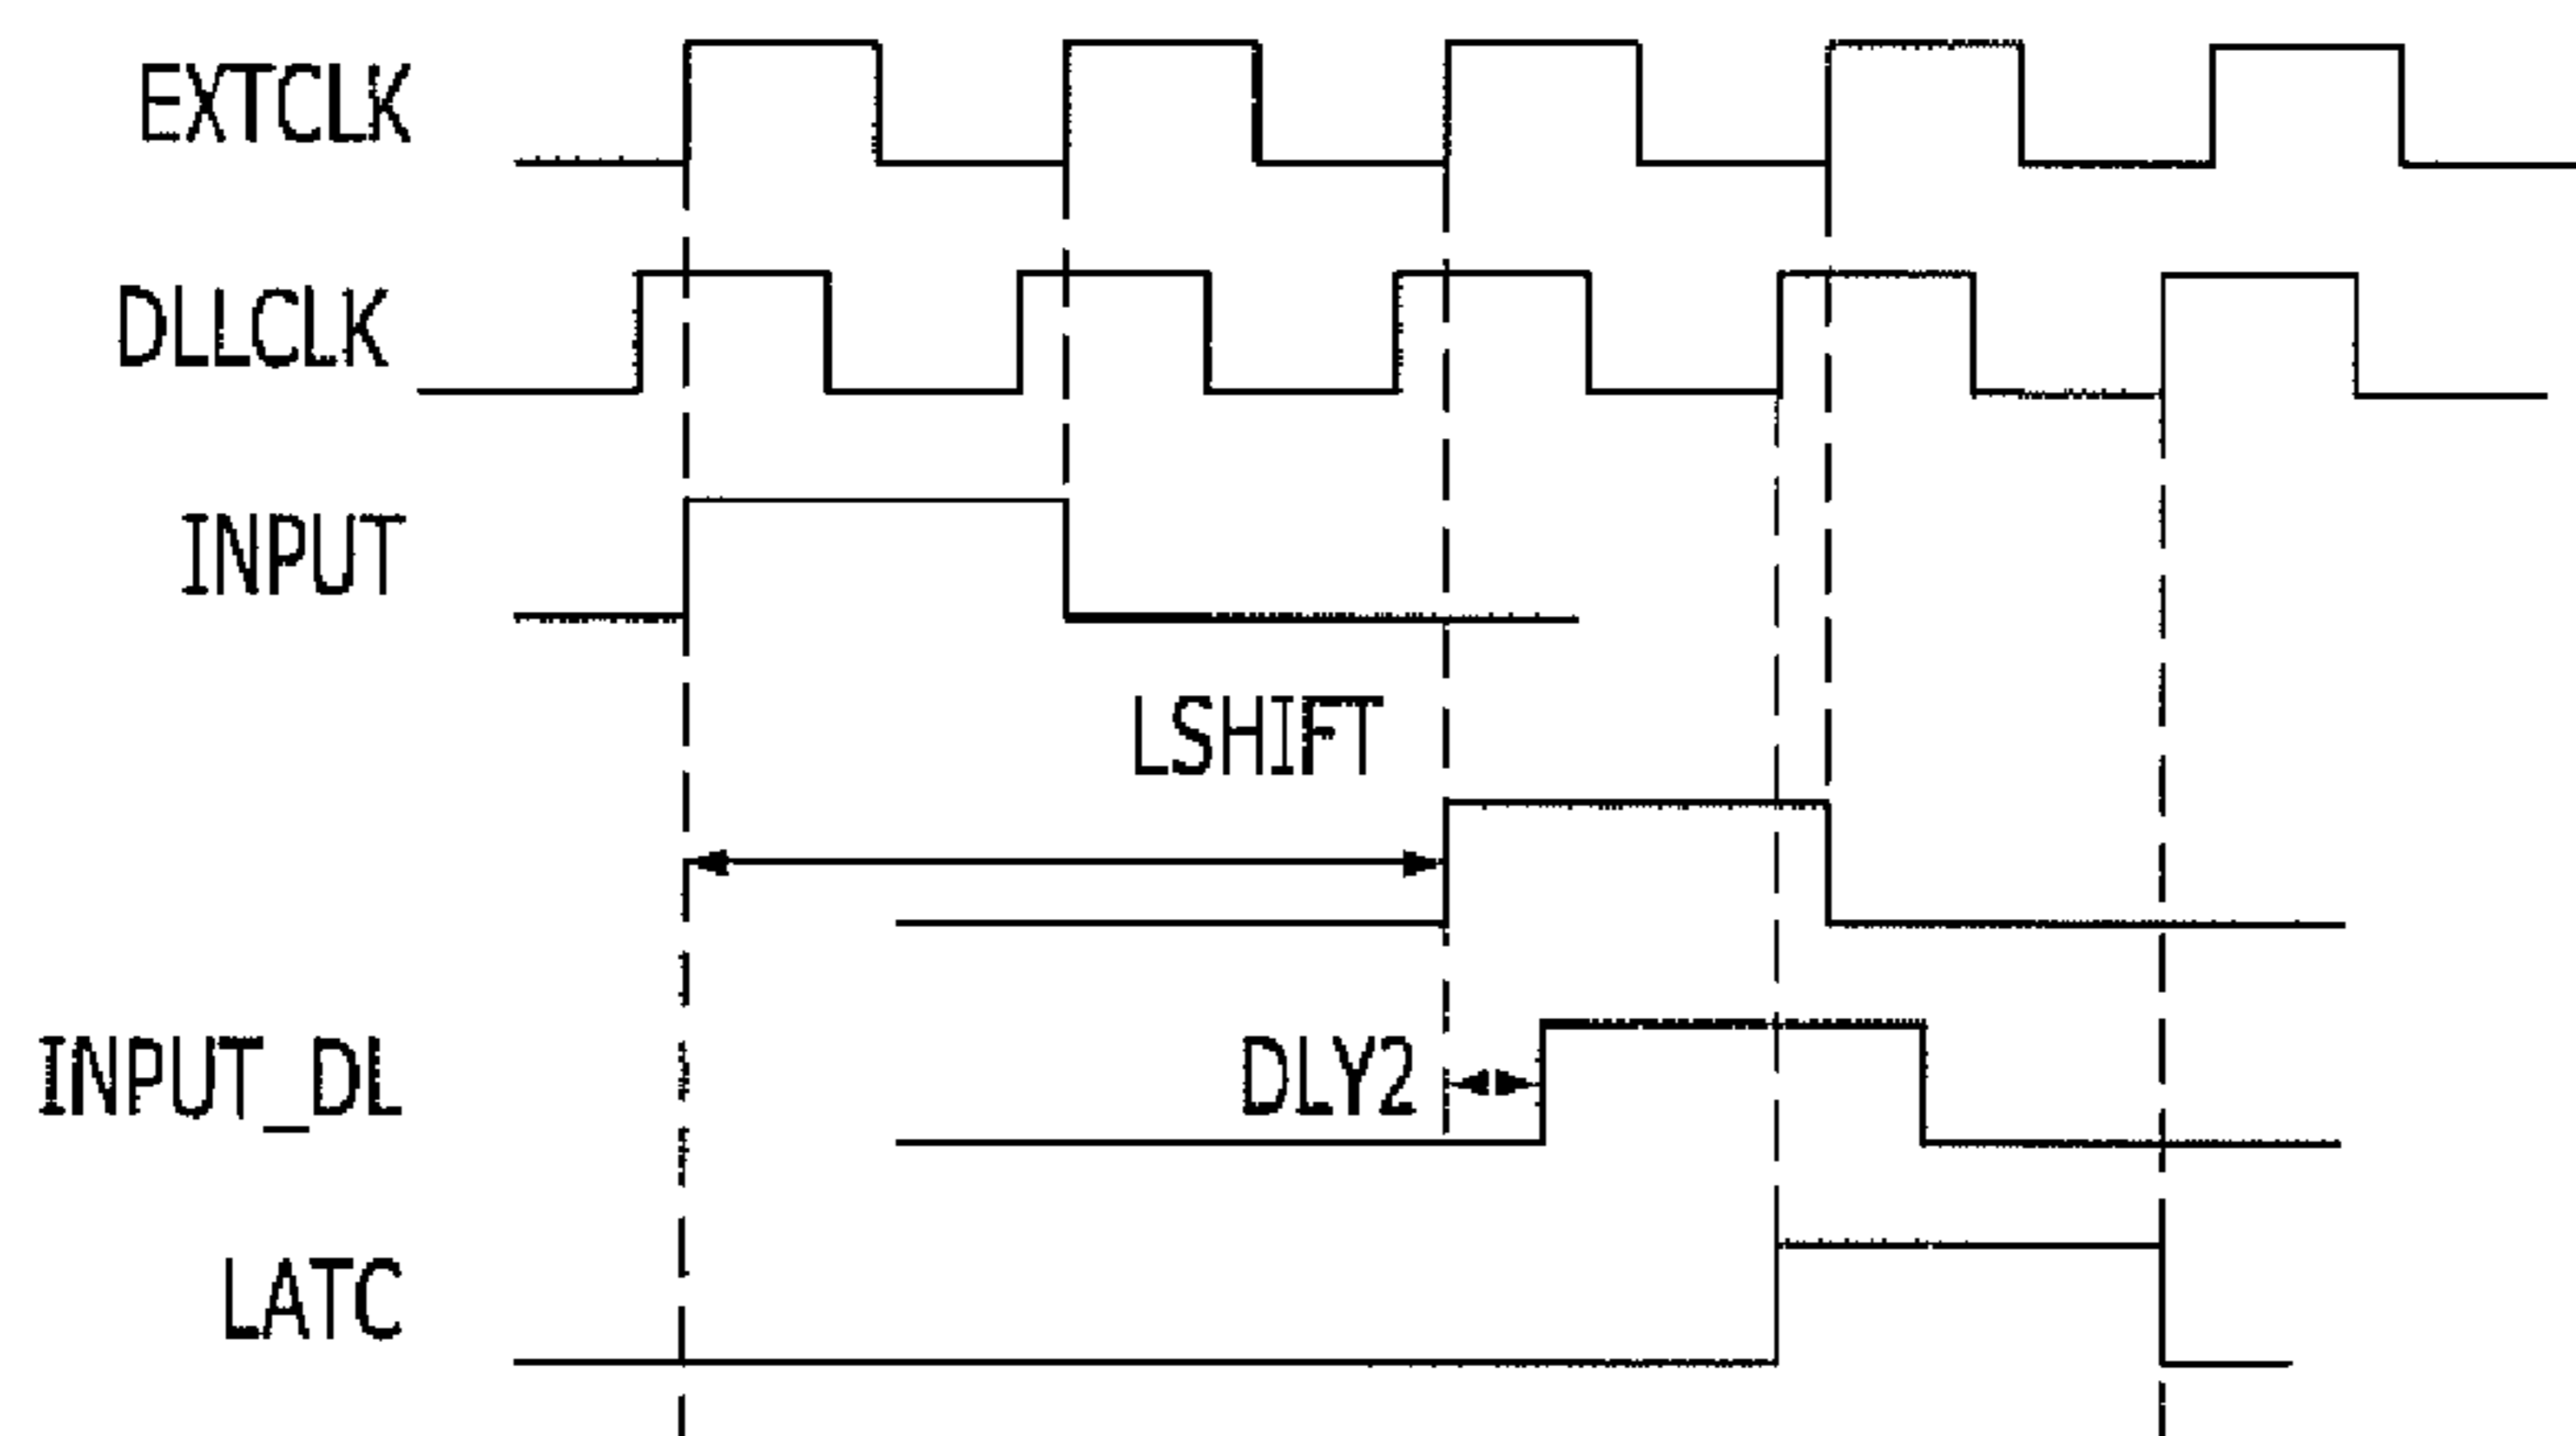 EXTCLK
DLLCLK
INPUT
LSHIFT
INPUT_DL
DLY2
LATC